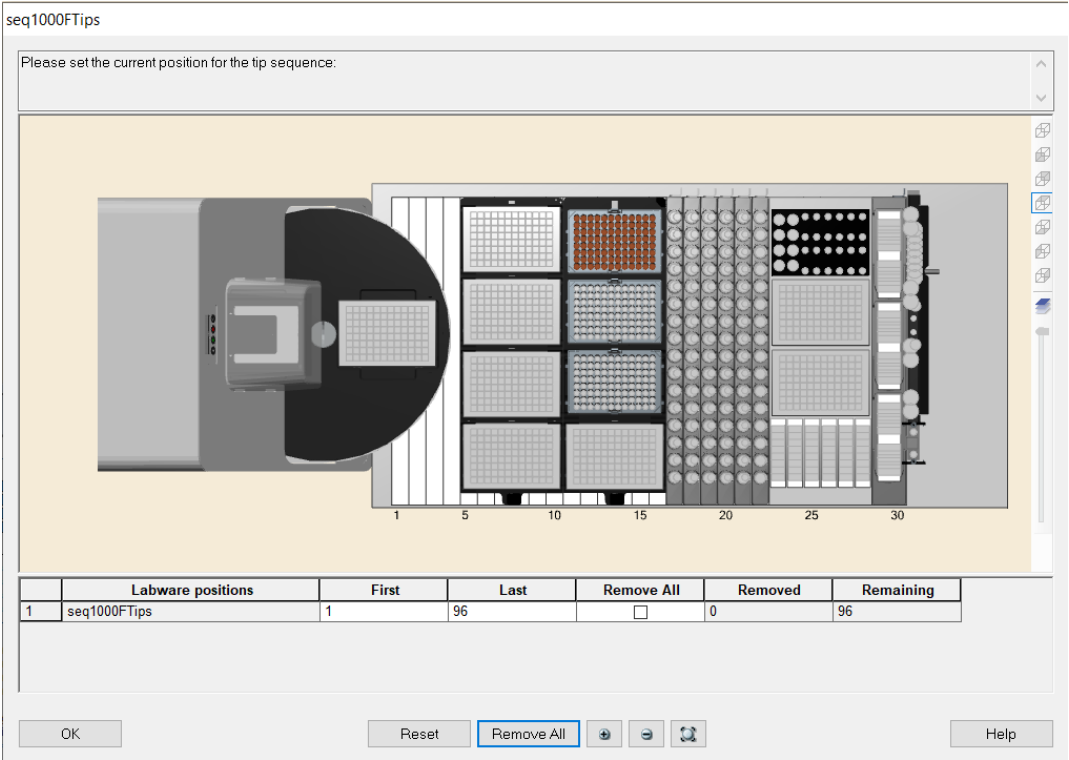 seq1000FTips
Please set the current position for the tip sequence:
1 5 10 15 20 25 30
Labware positions First Last Remove All Removed Remaining
1 seq1000FTips 1 96 0 96
OK Reset Remove All Help